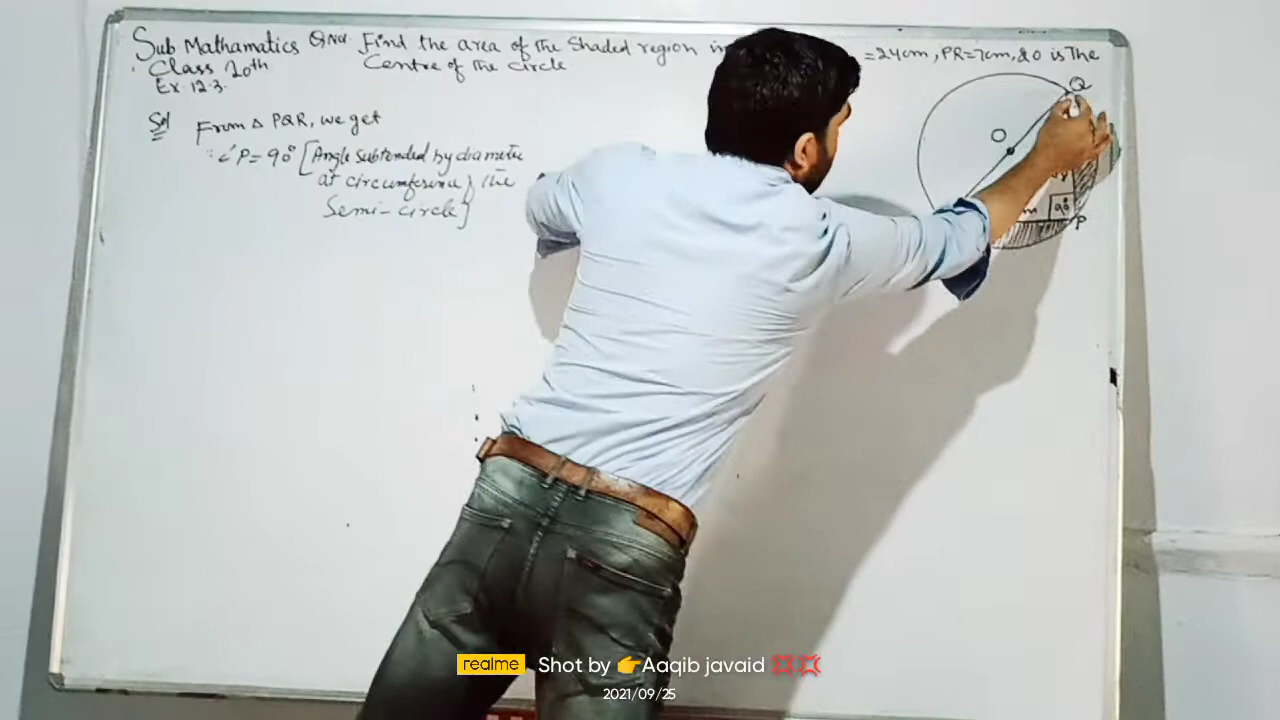 Sub Mathamatics Q No1. Find the area of The Shaded region in =24cm, PR=7cm, & O is The
Class 10th Centre of The circle
Ex. 12.3.
Sol From △ PQR, we get
∵ ∠P = 90° [Angle Subtended by diametre
at circumference of the
Semi-circle]
Q
O
90°
P
realme Shot by 👉Aaqib javaid 💢💢
2021/09/25